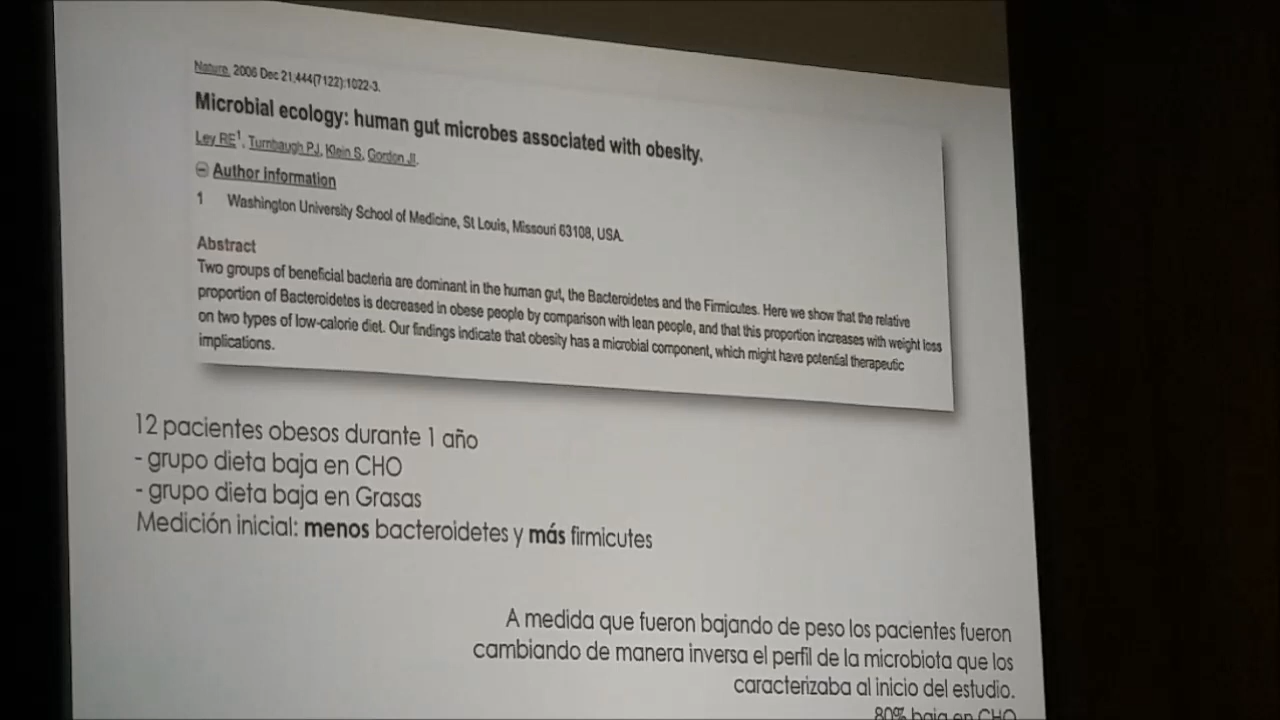 Nature. 2006 Dec 21;444(7122):1022-3.
Microbial ecology: human gut microbes associated with obesity.
Ley RE1, Turnbaugh PJ, Klein S, Gordon JI.
Author information
1 Washington University School of Medicine, St Louis, Missouri 63108, USA.
Abstract
Two groups of beneficial bacteria are dominant in the human gut, the Bacteroidetes and the Firmicutes. Here we show that the relative
proportion of Bacteroidetes is decreased in obese people by comparison with lean people, and that this proportion increases with weight loss
on two types of low-calorie diet. Our findings indicate that obesity has a microbial component, which might have potential therapeutic
implications.
12 pacientes obesos durante 1 año
- grupo dieta baja en CHO
- grupo dieta baja en Grasas
Medición inicial: menos bacteroidetes y más firmicutes
A medida que fueron bajando de peso los pacientes fueron
cambiando de manera inversa el perfil de la microbiota que los
caracterizaba al inicio del estudio.
80% baja en CHO